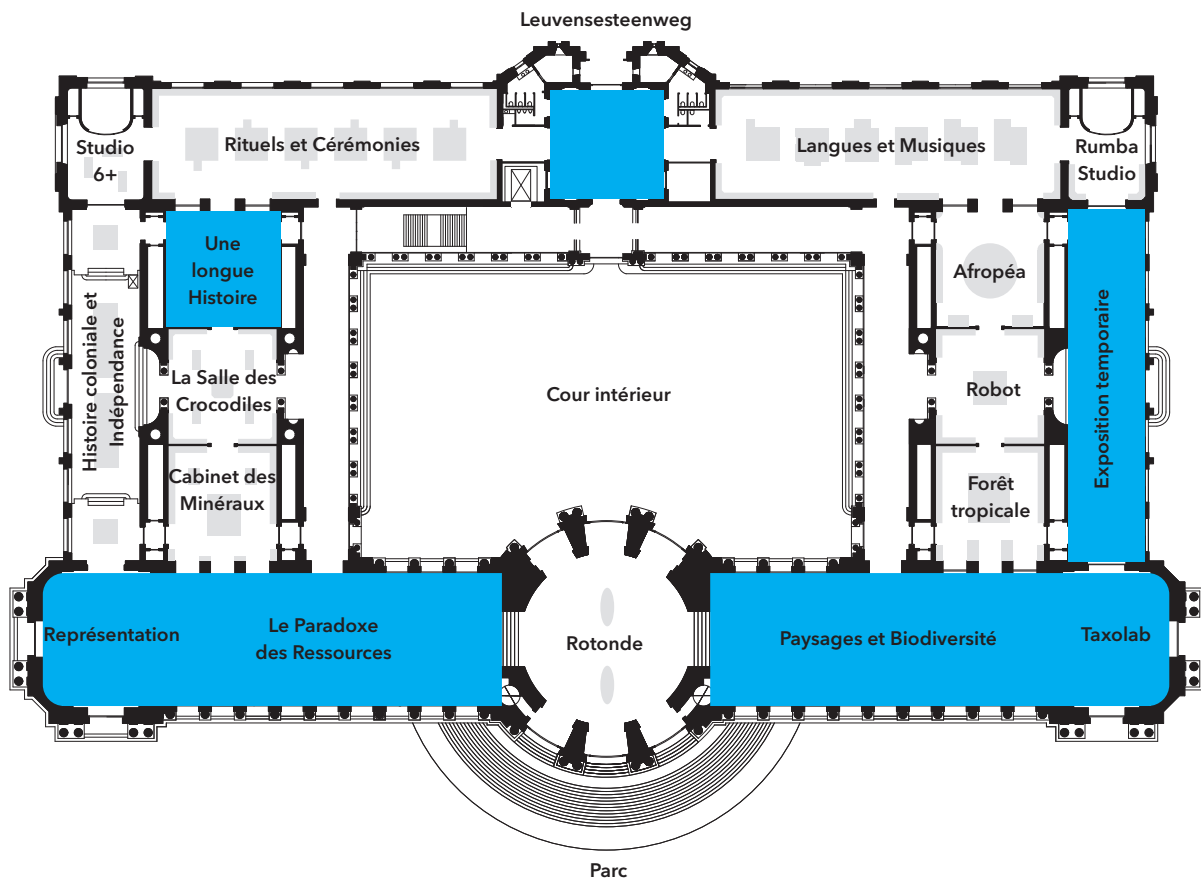 Leuvensesteenweg
Studio
6+
Rituels et Cérémonies
Langues et Musiques
Rumba
Studio
Une
longue
Histoire
Afropéa
Histoire coloniale et
Indépendance
La Salle des
Crocodiles
Cour intérieur
Robot
Exposition temporaire
Cabinet des
Minéraux
Forêt
tropicale
Représentation
Le Paradoxe
des Ressources
Rotonde
Paysages et Biodiversité
Taxolab
Parc